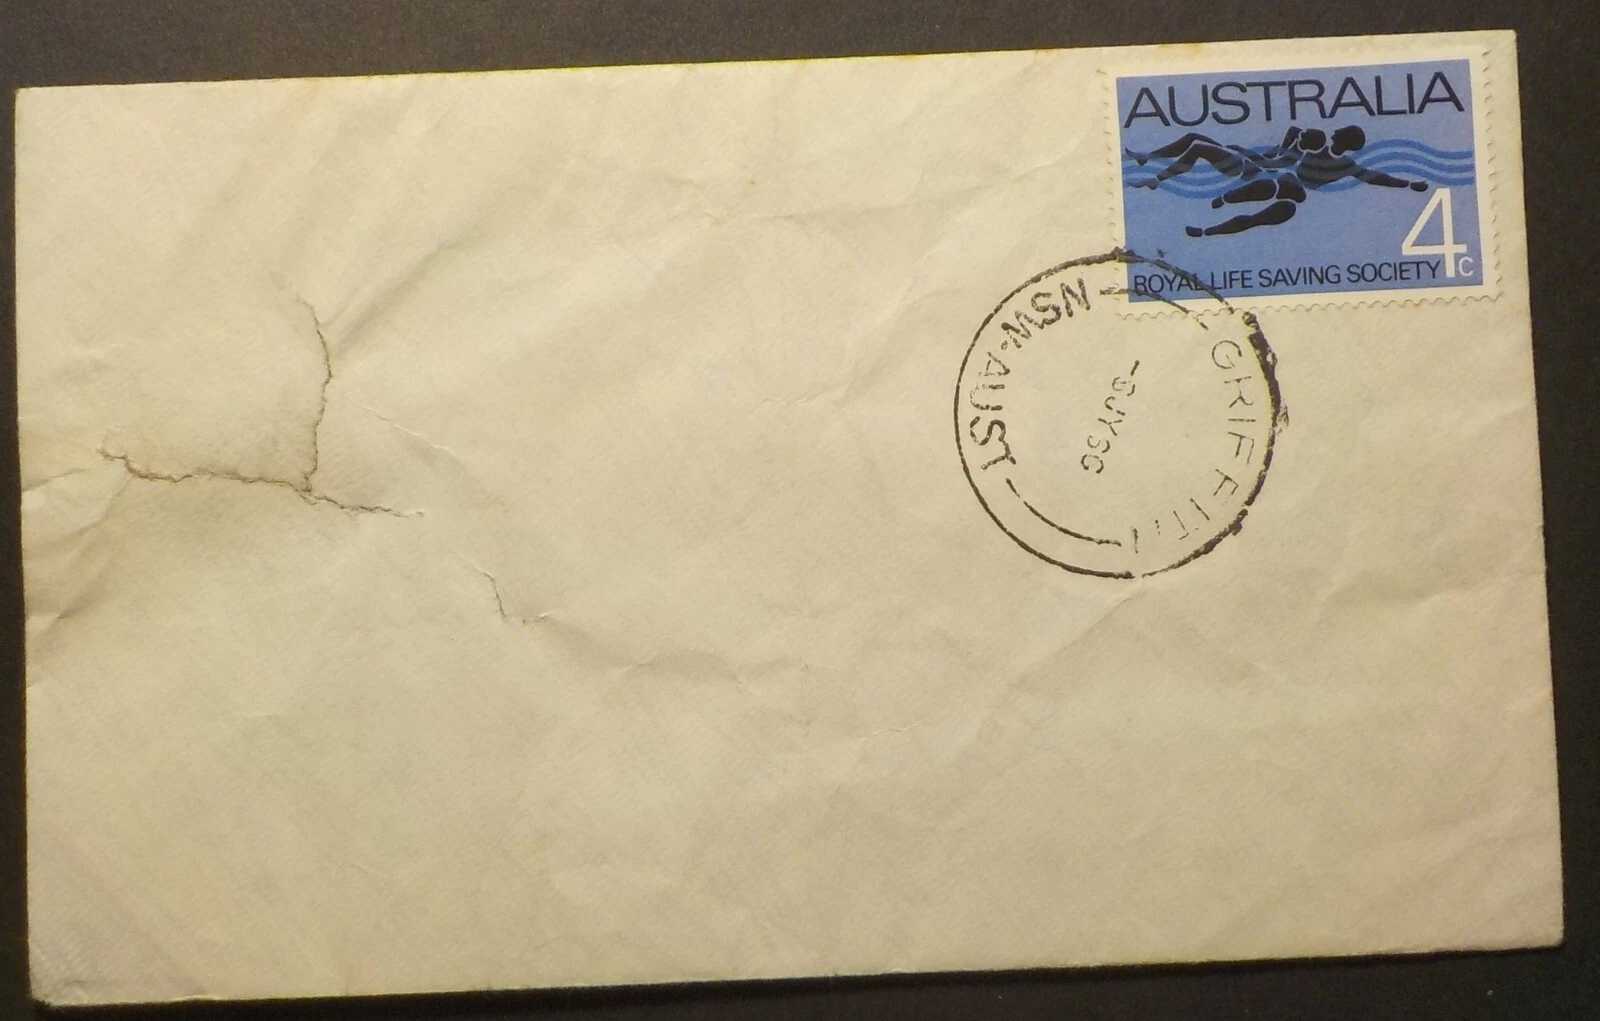 AUSTRALIA
4c
ROYAL LIFE SAVING SOCIETY
GRIFFITH
NSW-AUST